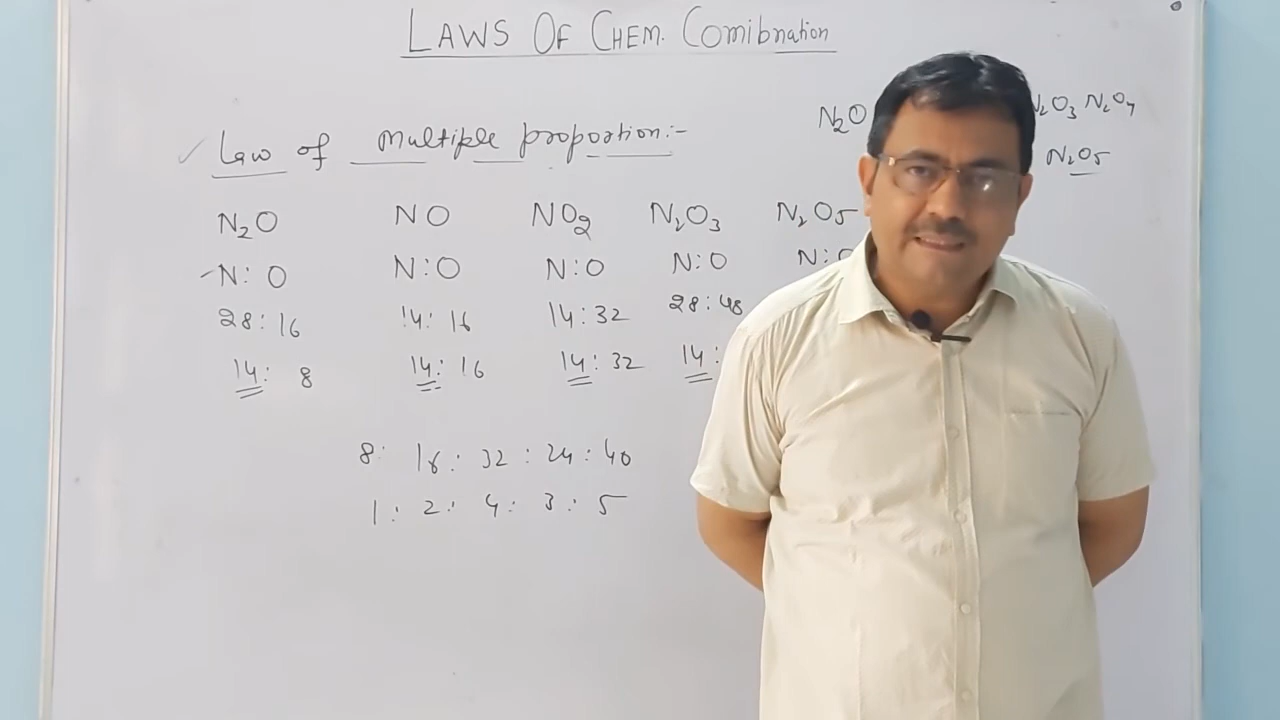 LAWS OF CHEM. Comibnation
N₂O N₂O₃ N₂O₄
Law of multiple proportion:-
N₂O₅
N₂O NO NO₂ N₂O₃ N₂O₅
N:O N:O N:O N:O N:O
28:16 14:16 14:32 28:48
14:8 14:16 14:32 14:
8: 16: 32: 24: 40
1: 2: 4: 3: 5